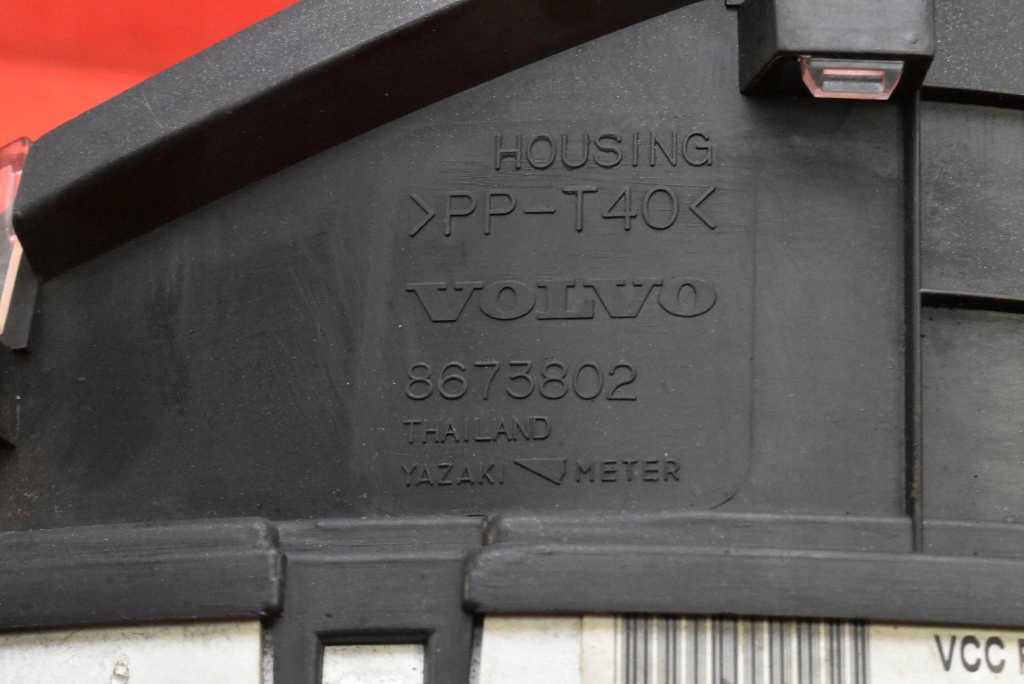 HOUSING
>PP-T40<
VOLVO
8673802
THAILAND
YAZAKI METER
VCC